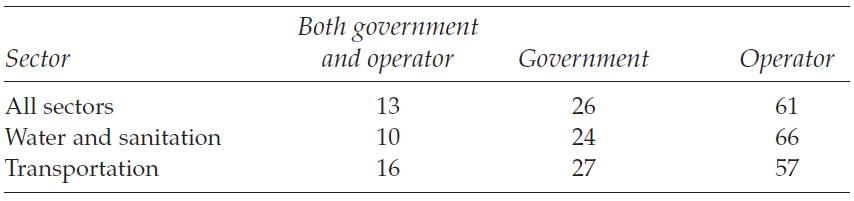 Both government
Sector and operator Government Operator
All sectors 13 26 61
Water and sanitation 10 24 66
Transportation 16 27 57